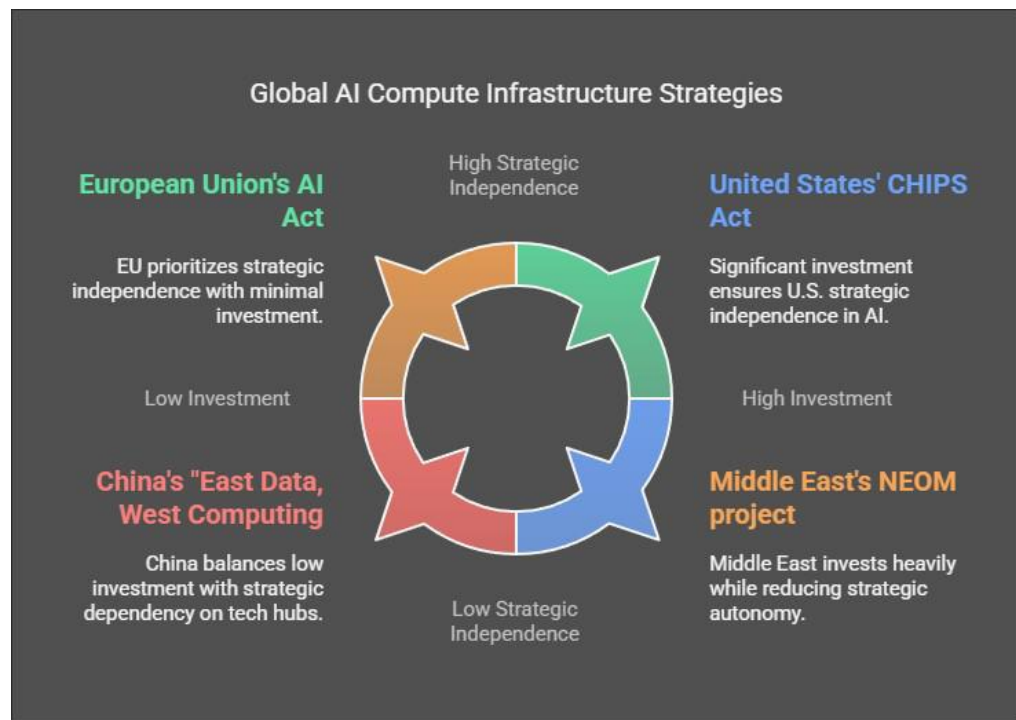 Global AI Compute Infrastructure Strategies
High Strategic
Independence
European Union's AI
Act
EU prioritizes strategic
independence with minimal
investment.
United States' CHIPS
Act
Significant investment
ensures U.S. strategic
independence in AI.
Low Investment
High Investment
China's "East Data,
West Computing
China balances low
investment with strategic
dependency on tech hubs.
Middle East's NEOM
project
Middle East invests heavily
while reducing strategic
autonomy.
Low Strategic
Independence